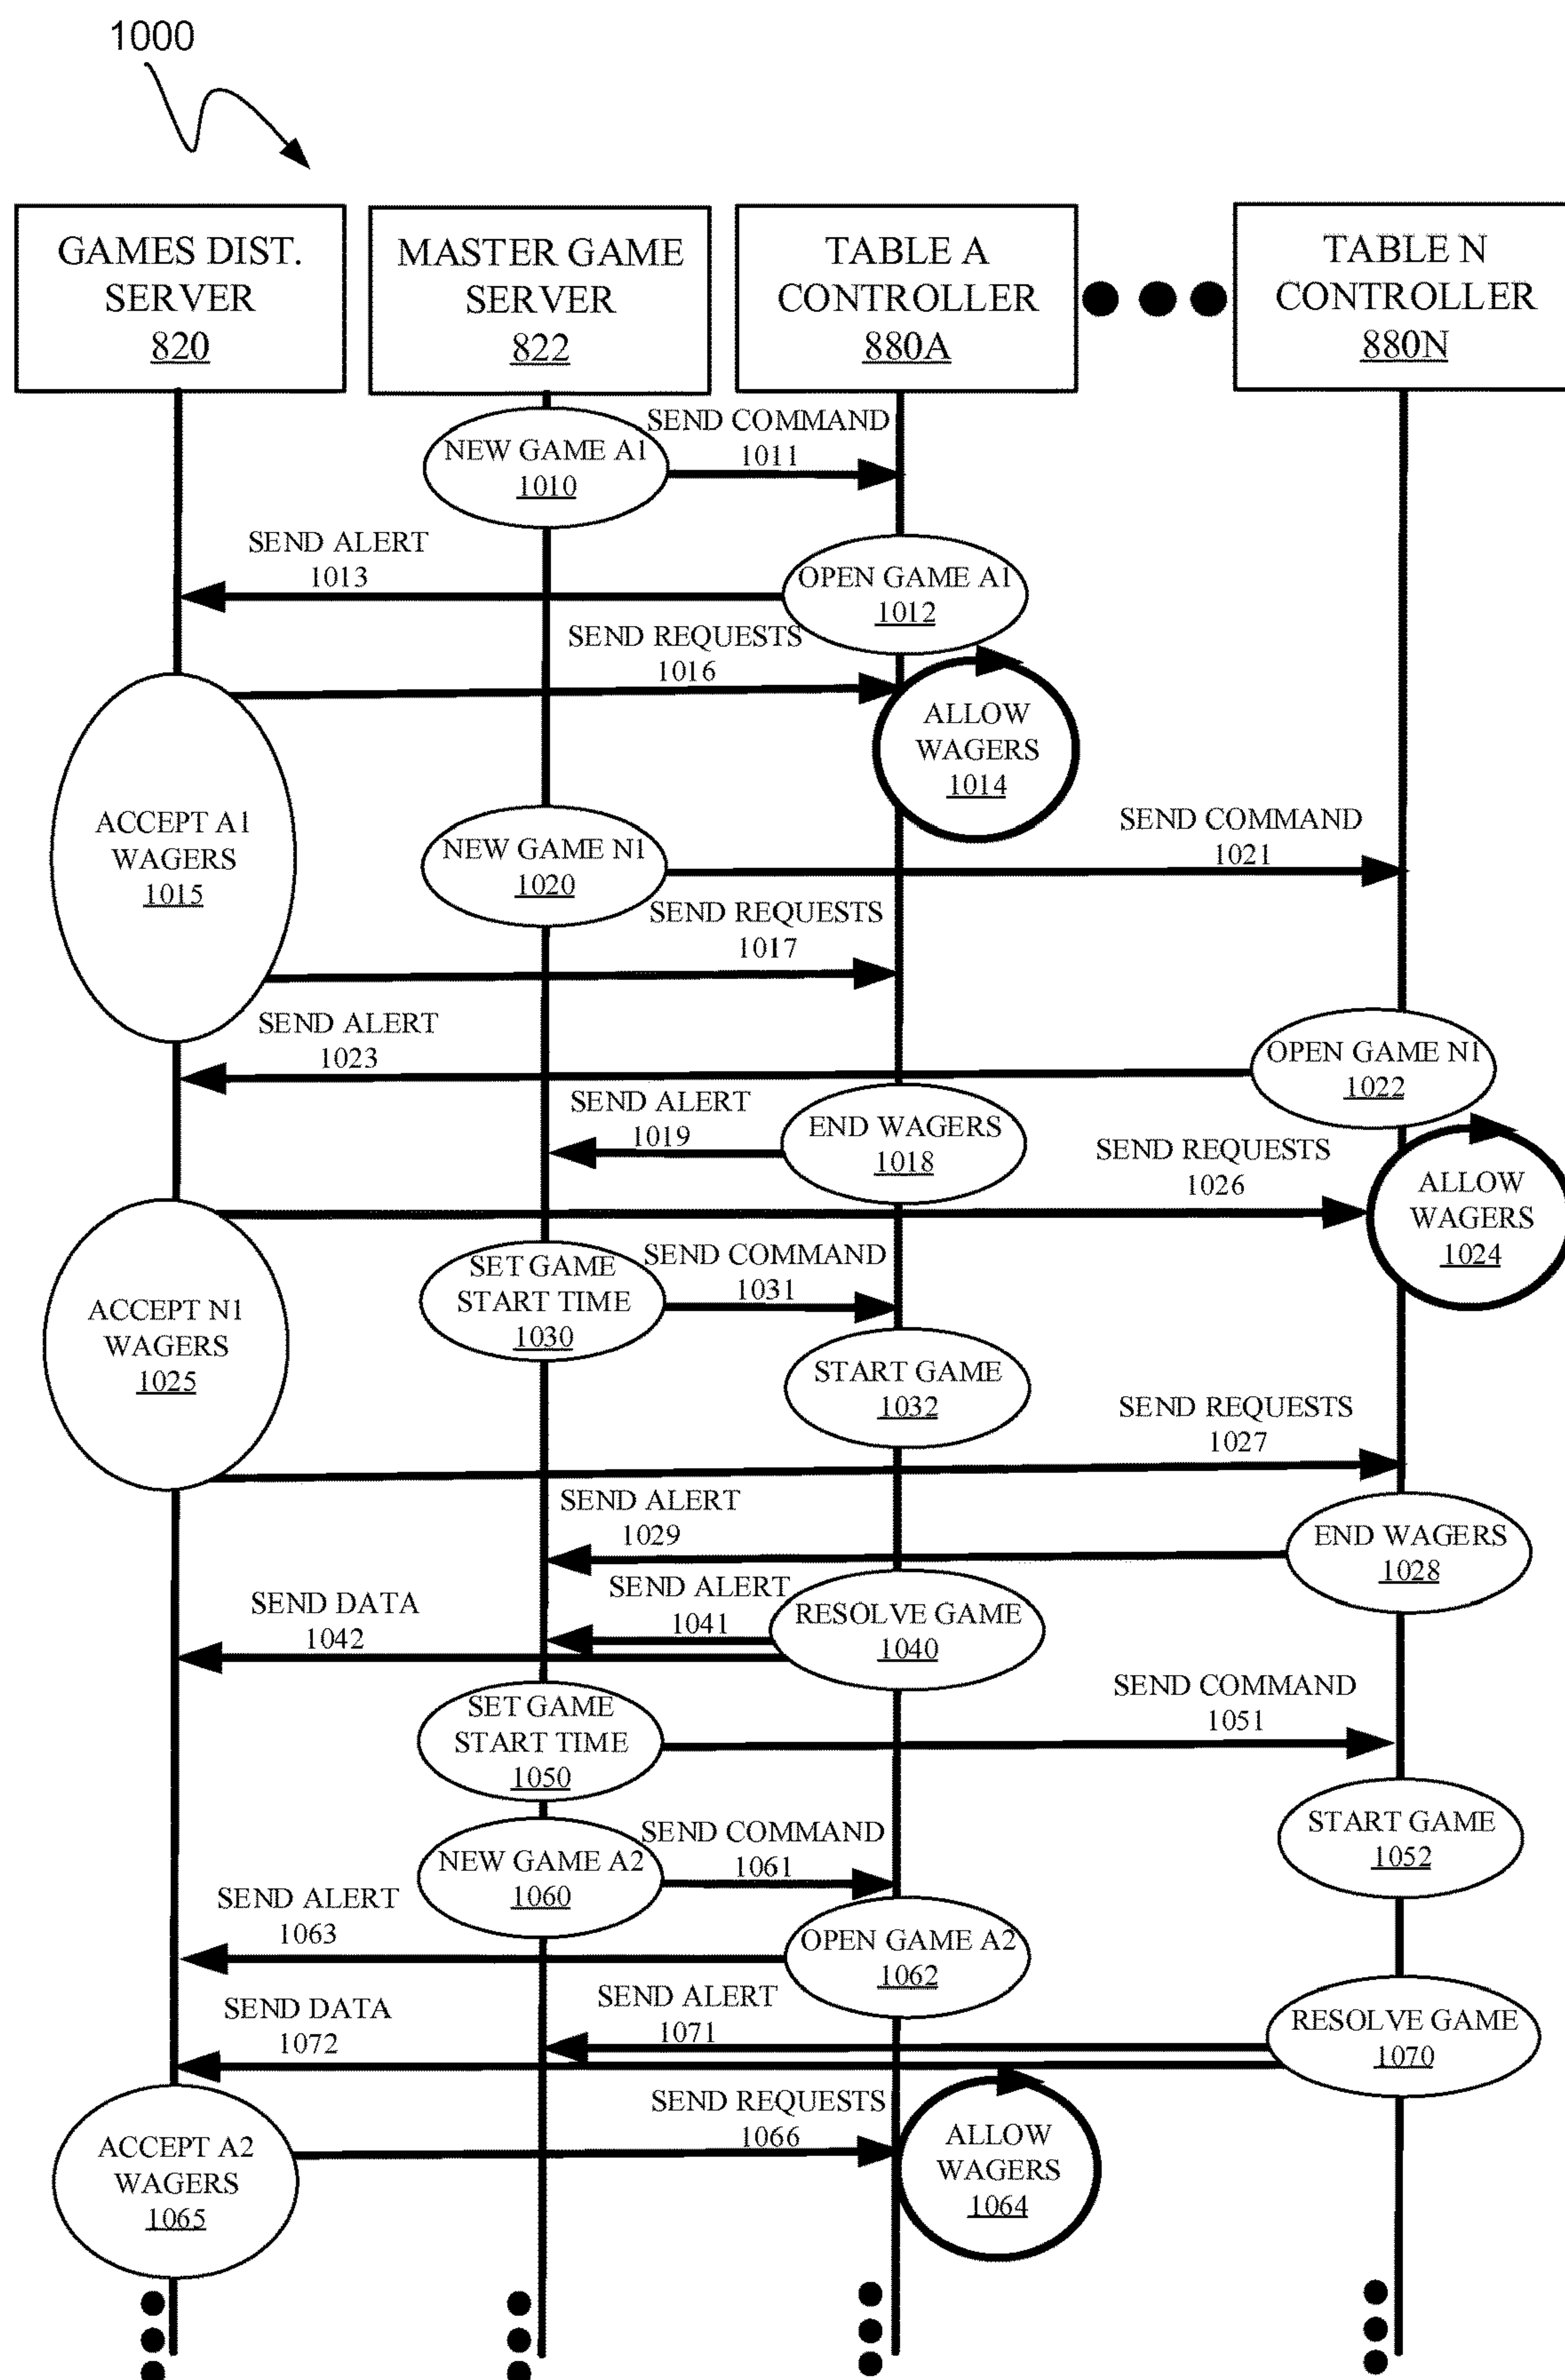 1000
GAMES DIST.
SERVER
820
MASTER GAME
SERVER
822
TABLE A
CONTROLLER
880A
TABLE N
CONTROLLER
880N
SEND COMMAND
1011
NEW GAME A1
1010
SEND ALERT
1013
OPEN GAME A1
1012
SEND REQUESTS
1016
ALLOW
WAGERS
1014
ACCEPT A1
WAGERS
1015
NEW GAME N1
1020
SEND COMMAND
1021
SEND REQUESTS
1017
SEND ALERT
1023
OPEN GAME N1
1022
SEND ALERT
1019
END WAGERS
1018
SEND REQUESTS
1026
ALLOW
WAGERS
1024
SET GAME
START TIME
1030
SEND COMMAND
1031
ACCEPT N1
WAGERS
1025
START GAME
1032
SEND REQUESTS
1027
SEND ALERT
1029
END WAGERS
1028
SEND DATA
1042
SEND ALERT
1041
RESOLVE GAME
1040
SET GAME
START TIME
1050
SEND COMMAND
1051
START GAME
1052
NEW GAME A2
1060
SEND COMMAND
1061
SEND ALERT
1063
OPEN GAME A2
1062
SEND DATA
1072
SEND ALERT
1071
RESOLVE GAME
1070
SEND REQUESTS
1066
ACCEPT A2
WAGERS
1065
ALLOW
WAGERS
1064